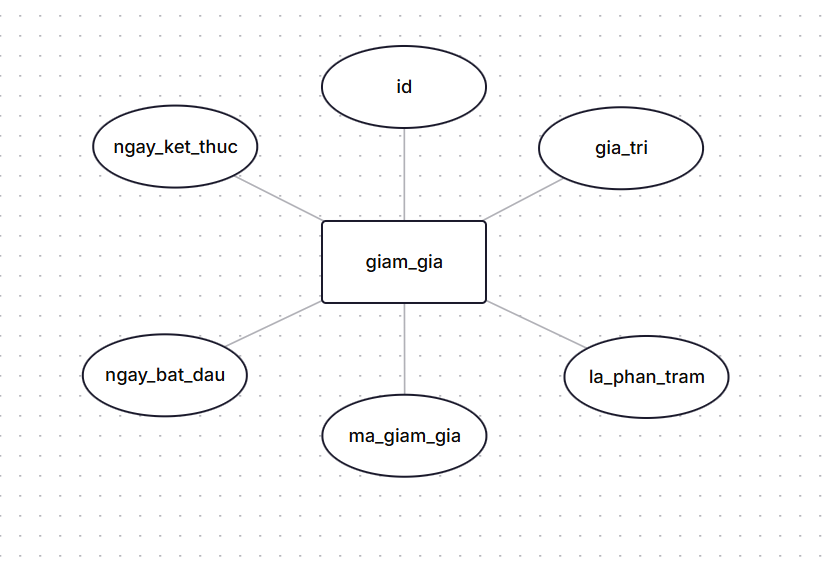 id
ngay_ket_thuc
gia_tri
giam_gia
ngay_bat_dau
la_phan_tram
ma_giam_gia